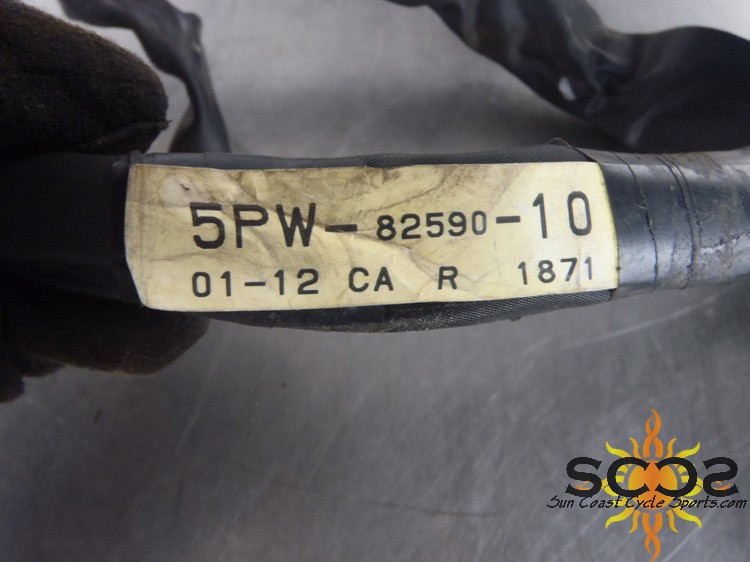 5PW-82590-10
01-12 CA R 1871
SCCS
Sun Coast Cycle Sports.com